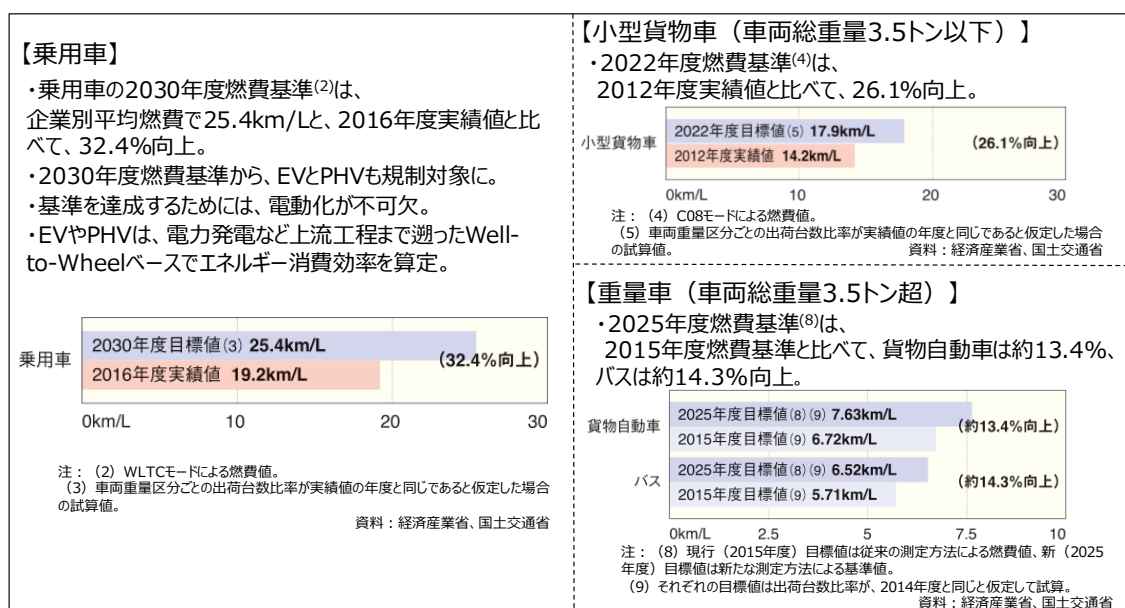 【乗用車】
・乗用車の2030年度燃費基準(2)は、
企業別平均燃費で25.4km/Lと、2016年度実績値と比
べて、32.4%向上。
・2030年度燃費基準から、EVとPHVも規制対象に。
・基準を達成するためには、電動化が不可欠。
・EVやPHVは、電力発電など上流工程まで遡ったWell-
to-Wheelベースでエネルギー消費効率を算定。
乗用車
2030年度目標値(3) 25.4km/L
(32.4%向上)
2016年度実績値 19.2km/L
0km/L 10 20 30
注：(2) WLTCモードによる燃費値。
(3) 車両重量区分ごとの出荷台数比率が実績値の年度と同じであると仮定した場合
の試算値。
資料：経済産業省、国土交通省
【小型貨物車（車両総重量3.5トン以下）】
・2022年度燃費基準(4)は、
2012年度実績値と比べて、26.1%向上。
小型貨物車
2022年度目標値(5) 17.9km/L
(26.1%向上)
2012年度実績値 14.2km/L
0km/L 10 20 30
注：(4) C08モードによる燃費値。
(5) 車両重量区分ごとの出荷台数比率が実績値の年度と同じであると仮定した場合
の試算値。 資料：経済産業省、国土交通省
【重量車（車両総重量3.5トン超）】
・2025年度燃費基準(8)は、
2015年度燃費基準と比べて、貨物自動車は約13.4%、
バスは約14.3%向上。
貨物自動車
2025年度目標値(8)(9) 7.63km/L
(約13.4%向上)
2015年度目標値(9) 6.72km/L
バス
2025年度目標値(8)(9) 6.52km/L
(約14.3%向上)
2015年度目標値(9) 5.71km/L
0km/L 2.5 5 7.5 10
注：(8) 現行（2015年度）目標値は従来の測定方法による燃費値、新（2025
年度）目標値は新たな測定方法による基準値。
(9) それぞれの目標値は出荷台数比率が、2014年度と同じと仮定して試算。
資料：経済産業省、国土交通省